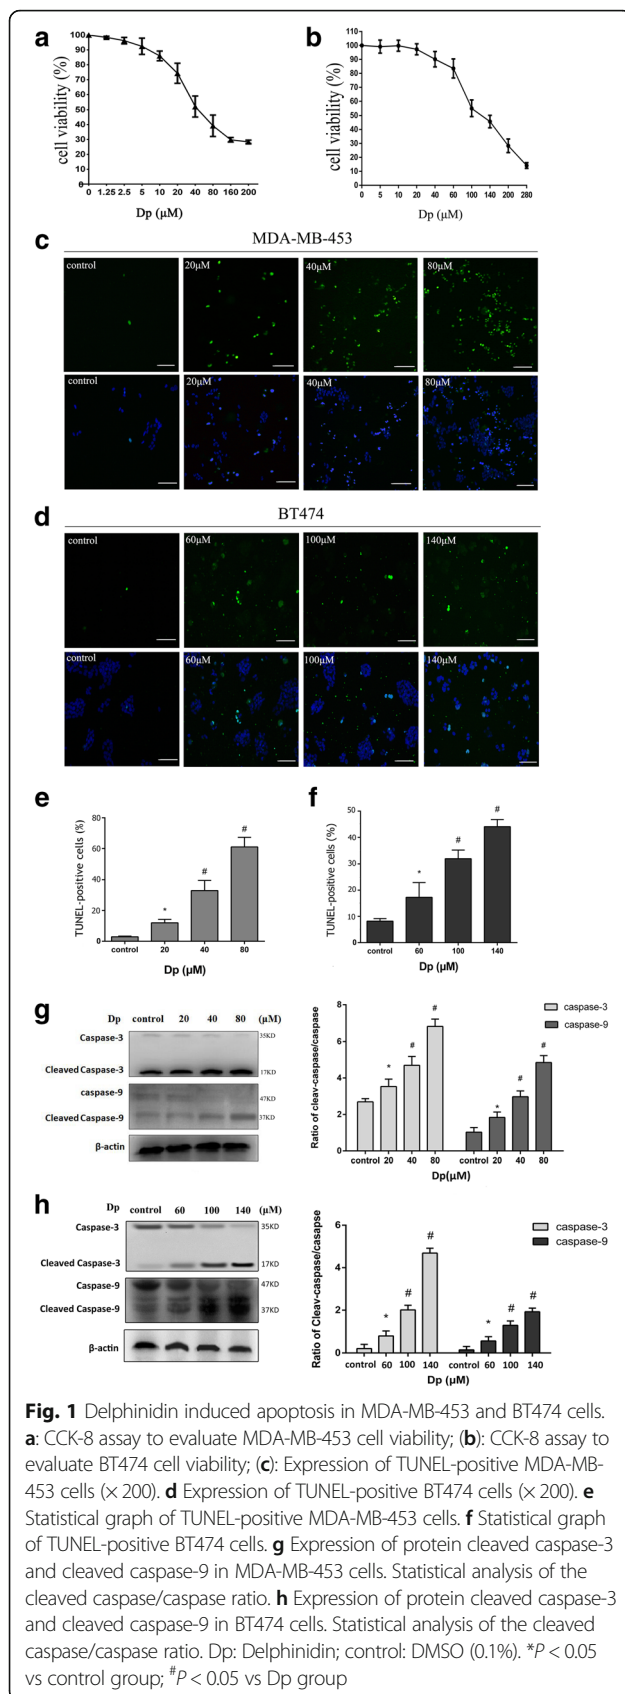 a
b
cell viability (%)
100
90
80
70
60
50
40
30
20
10
0
0 1.25 2.5 5 10 20 40 80 160 200
Dp (μM)
cell viability (%)
100
90
80
70
60
50
40
30
20
10
0
0 5 10 20 40 60 100 140 200 280
Dp (μM)
c
MDA-MB-453
control 20μM 40μM 80μM
control 20μM 40μM 80μM
d
BT474
control 60μM 100μM 140μM
control 60μM 100μM 140μM
e
TUNEL-positive cells (%)
80
60
40
20
0
* # #
control 20 40 80
Dp (μM)
f
TUNEL-positive cells (%)
50
40
30
20
10
0
* # #
control 60 100 140
Dp (μM)
g
Dp control 20 40 80 (μM)
Caspase-3 35KD
Cleaved Caspase-3 17KD
caspase-9 47KD
Cleaved Caspase-9 37KD
β-actin
Ratio of cleav-caspase/caspase
8
6
4
2
0
caspase-3
caspase-9
* # # * # #
control 20 40 80 control 20 40 80
Dp(μM)
h
Dp control 60 100 140 (μM)
Caspase-3 35KD
Cleaved Caspase-3 17KD
Caspase-9 47KD
Cleaved Caspase-9 37KD
β-actin
Ratio of Cleav-caspase/casapse
6
4
2
0
caspase-3
caspase-9
* # # * # #
control 60 100 140 control 60 100 140
Dp (μM)
Fig. 1 Delphinidin induced apoptosis in MDA-MB-453 and BT474 cells.
a: CCK-8 assay to evaluate MDA-MB-453 cell viability; (b): CCK-8 assay to
evaluate BT474 cell viability; (c): Expression of TUNEL-positive MDA-MB-
453 cells (× 200). d Expression of TUNEL-positive BT474 cells (× 200). e
Statistical graph of TUNEL-positive MDA-MB-453 cells. f Statistical graph
of TUNEL-positive BT474 cells. g Expression of protein cleaved caspase-3
and cleaved caspase-9 in MDA-MB-453 cells. Statistical analysis of the
cleaved caspase/caspase ratio. h Expression of protein cleaved caspase-3
and cleaved caspase-9 in BT474 cells. Statistical analysis of the cleaved
caspase/caspase ratio. Dp: Delphinidin; control: DMSO (0.1%). *P < 0.05
vs control group; #P < 0.05 vs Dp group